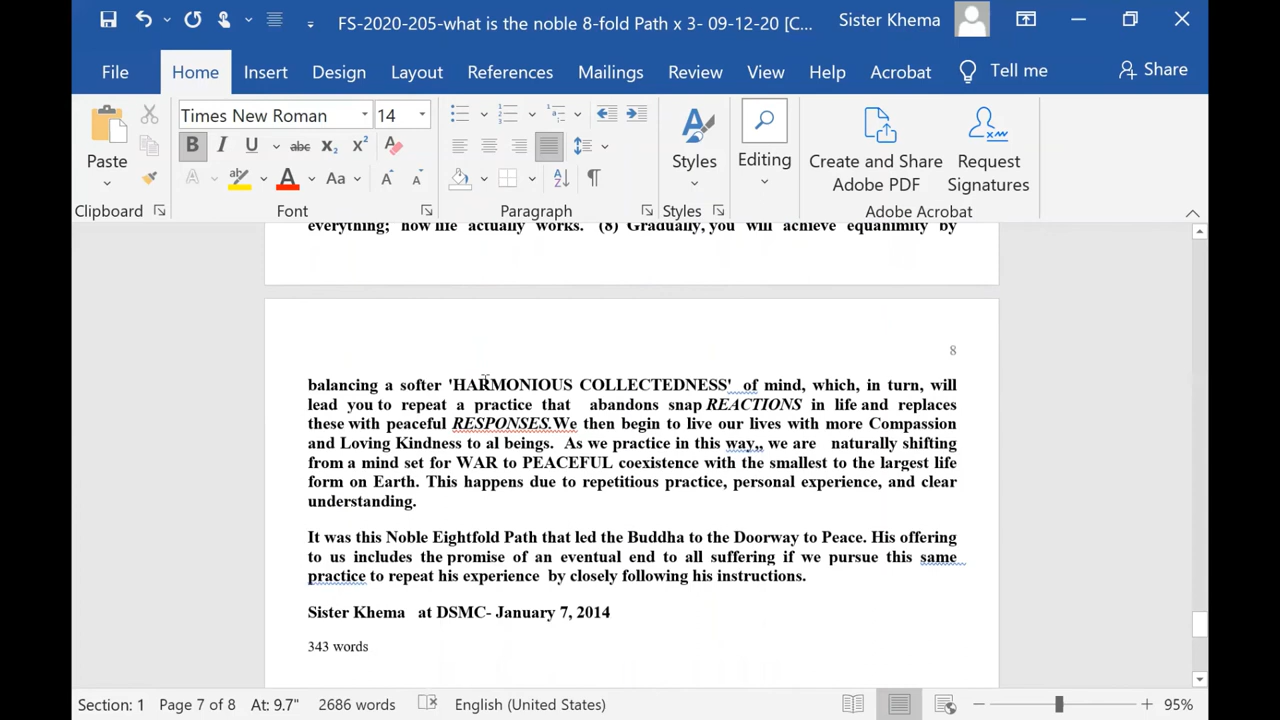 FS-2020-205-what is the noble 8-fold Path x 3- 09-12-20 [C... Sister Khema
File Home Insert Design Layout References Mailings Review View Help Acrobat Tell me Share
Times New Roman 14
Paste Styles Editing Create and Share Adobe PDF Request Signatures
Clipboard Font Paragraph Styles Adobe Acrobat
everything; how life actually works. (8) Gradually, you will achieve equanimity by
8
balancing a softer 'HARMONIOUS COLLECTEDNESS' of mind, which, in turn, will
lead you to repeat a practice that abandons snap REACTIONS in life and replaces
these with peaceful RESPONSES.We then begin to live our lives with more Compassion
and Loving Kindness to al beings. As we practice in this way,, we are naturally shifting
from a mind set for WAR to PEACEFUL coexistence with the smallest to the largest life
form on Earth. This happens due to repetitious practice, personal experience, and clear
understanding.
It was this Noble Eightfold Path that led the Buddha to the Doorway to Peace. His offering
to us includes the promise of an eventual end to all suffering if we pursue this same
practice to repeat his experience by closely following his instructions.
Sister Khema at DSMC- January 7, 2014
343 words
Section: 1 Page 7 of 8 At: 9.7" 2686 words English (United States) 95%